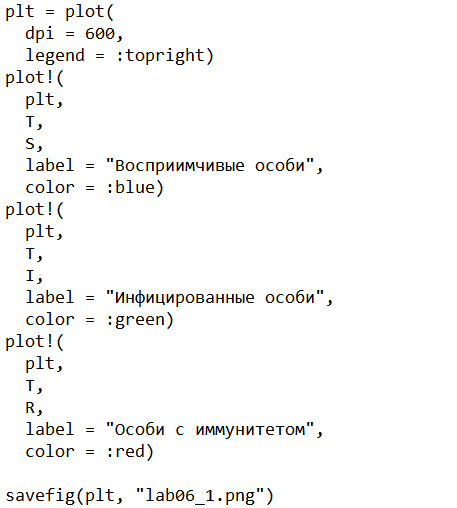 plt = plot(
  dpi = 600,
  legend = :topright)
plot!(
  plt,
  T,
  S,
  label = "Восприимчивые особи",
  color = :blue)
plot!(
  plt,
  T,
  I,
  label = "Инфицированные особи",
  color = :green)
plot!(
  plt,
  T,
  R,
  label = "Особи с иммунитетом",
  color = :red)

savefig(plt, "lab06_1.png")